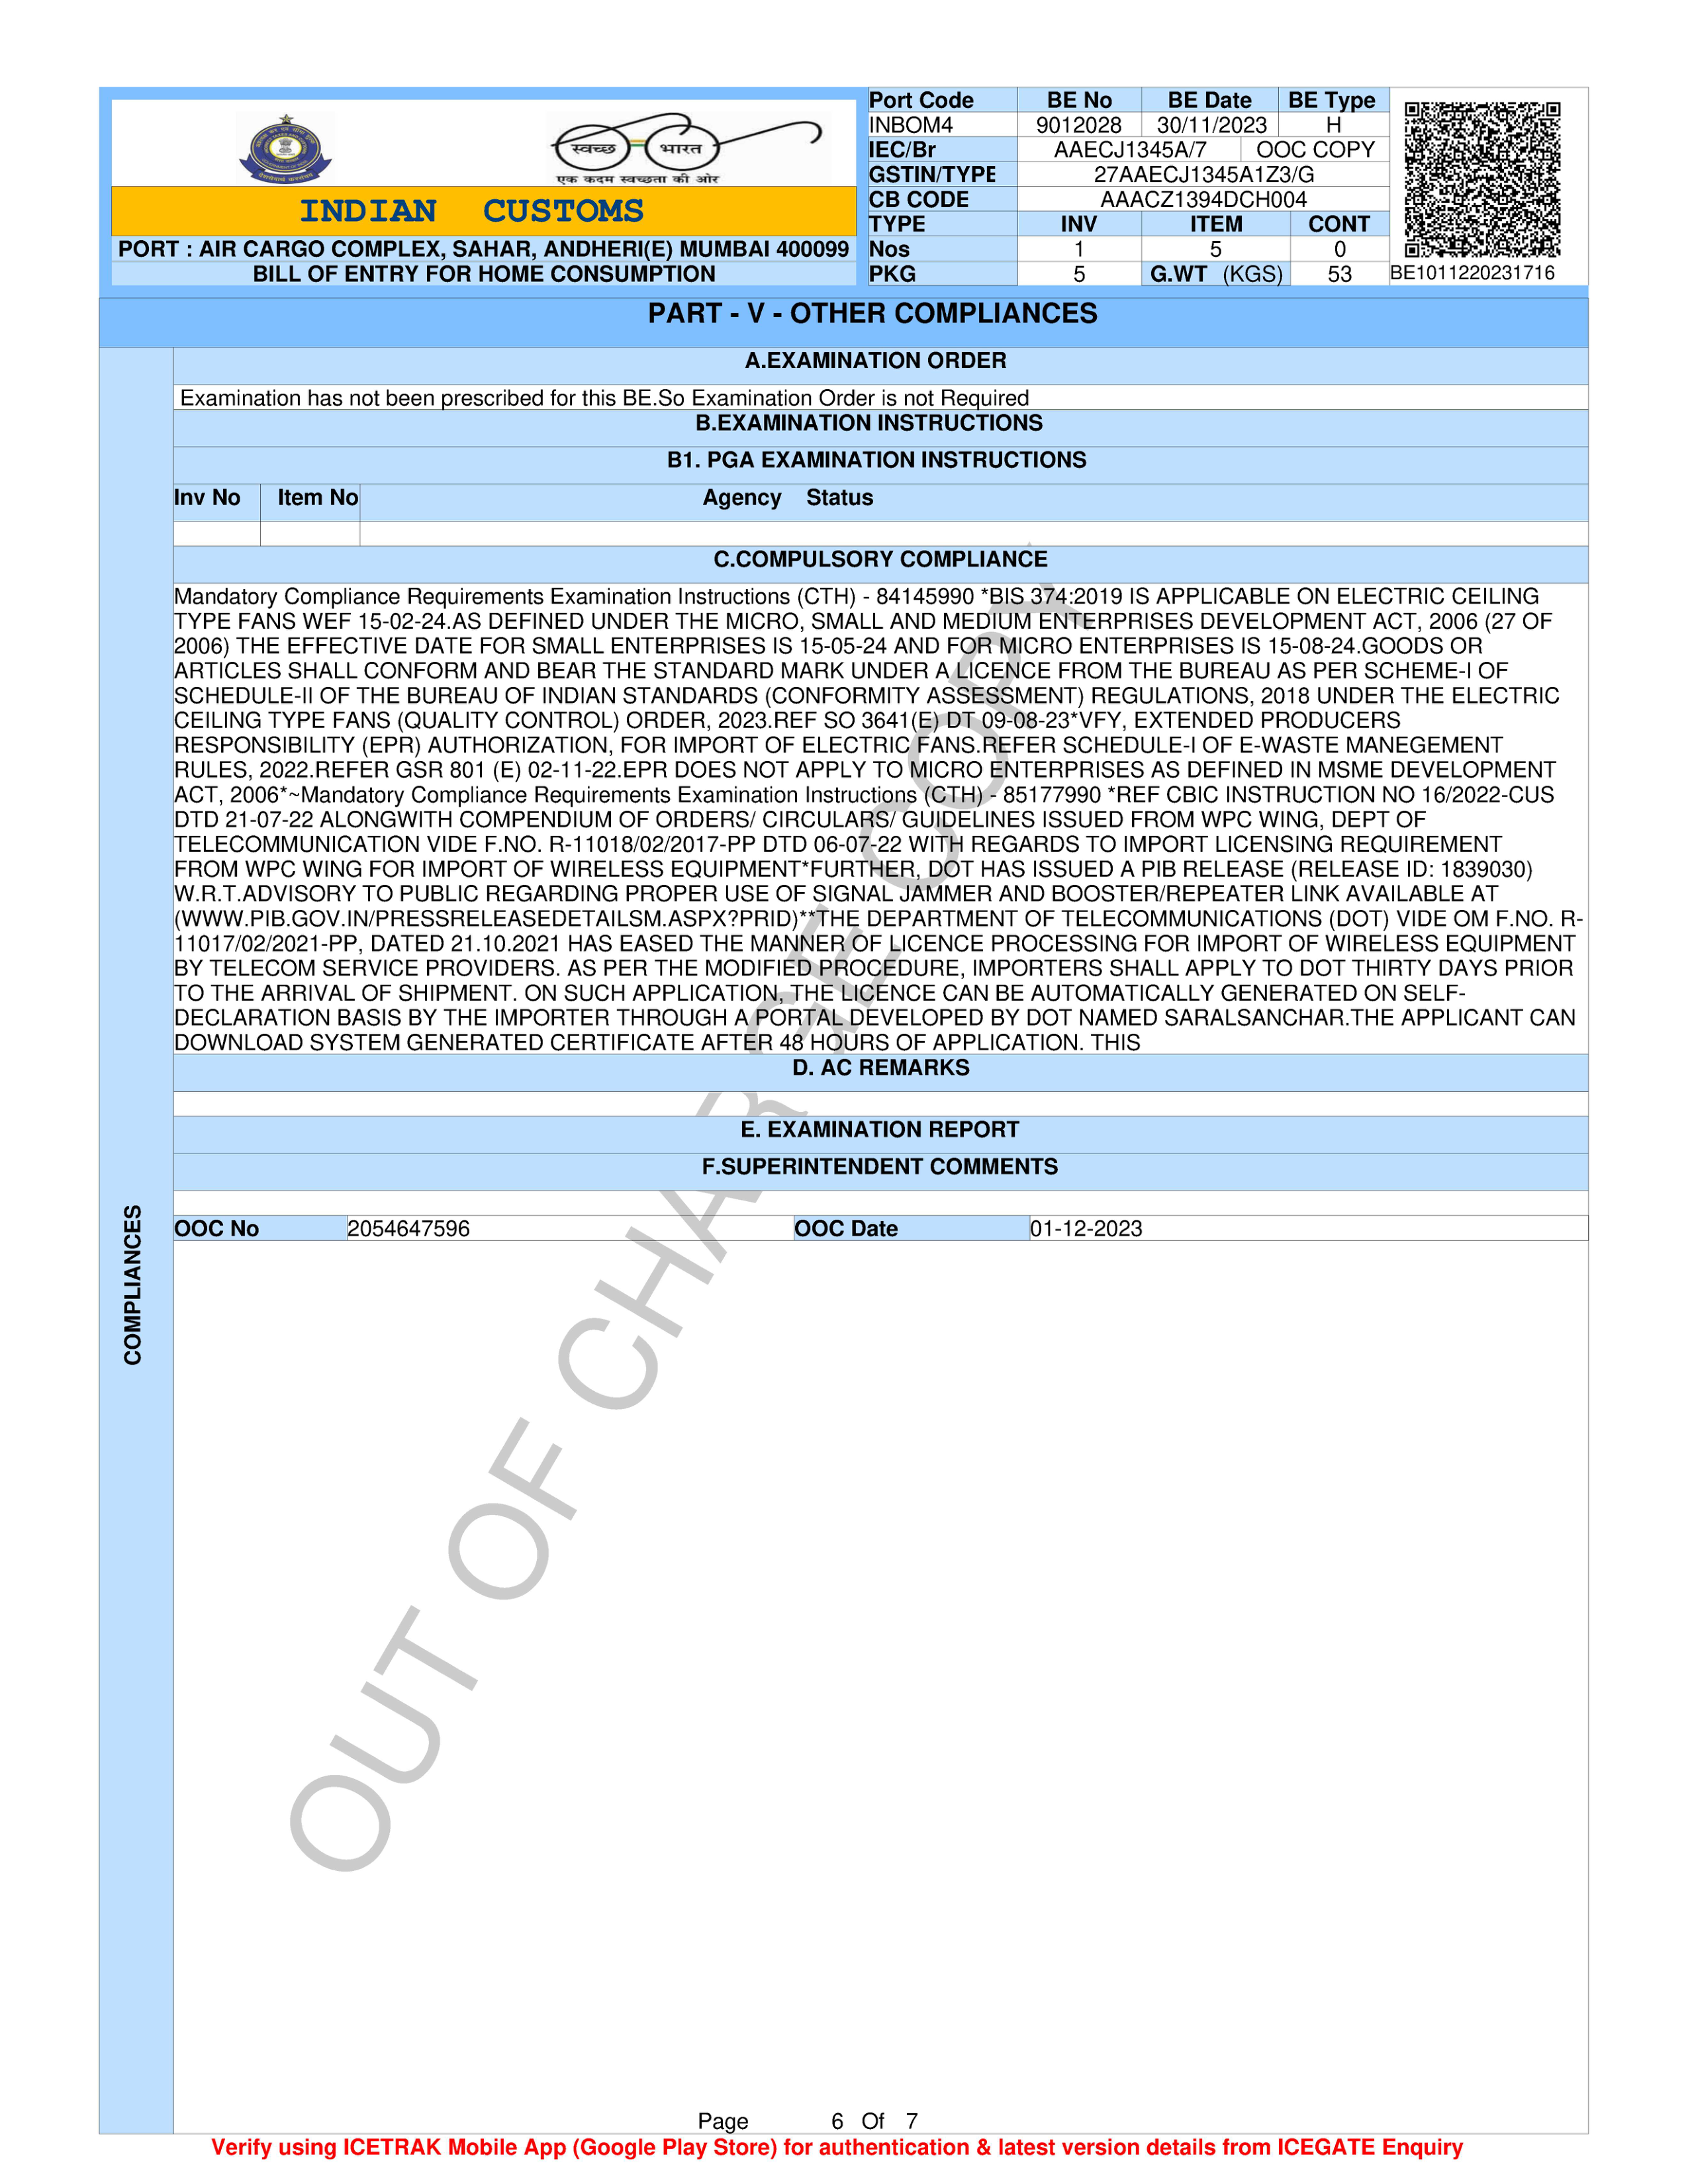 Port Code BE No BE Date BE Type
INBOM4 9012028 30/11/2023 H
IEC/Br AAECJ1345A/7 OOC COPY
GSTIN/TYPE 27AAECJ1345A1Z3/G
CB CODE AAACZ1394DCH004
TYPE INV ITEM CONT
Nos 1 5 0
PKG 5 G.WT (KGS) 53
BE1011220231716
स्वच्छ भारत
एक कदम स्वच्छता की ओर
INDIAN CUSTOMS
PORT : AIR CARGO COMPLEX, SAHAR, ANDHERI(E) MUMBAI 400099
BILL OF ENTRY FOR HOME CONSUMPTION
PART - V - OTHER COMPLIANCES
A.EXAMINATION ORDER
Examination has not been prescribed for this BE.So Examination Order is not Required
B.EXAMINATION INSTRUCTIONS
B1. PGA EXAMINATION INSTRUCTIONS
Inv No Item No Agency Status
C.COMPULSORY COMPLIANCE
Mandatory Compliance Requirements Examination Instructions (CTH) - 84145990 *BIS 374:2019 IS APPLICABLE ON ELECTRIC CEILING
TYPE FANS WEF 15-02-24.AS DEFINED UNDER THE MICRO, SMALL AND MEDIUM ENTERPRISES DEVELOPMENT ACT, 2006 (27 OF
2006) THE EFFECTIVE DATE FOR SMALL ENTERPRISES IS 15-05-24 AND FOR MICRO ENTERPRISES IS 15-08-24.GOODS OR
ARTICLES SHALL CONFORM AND BEAR THE STANDARD MARK UNDER A LICENCE FROM THE BUREAU AS PER SCHEME-I OF
SCHEDULE-II OF THE BUREAU OF INDIAN STANDARDS (CONFORMITY ASSESSMENT) REGULATIONS, 2018 UNDER THE ELECTRIC
CEILING TYPE FANS (QUALITY CONTROL) ORDER, 2023.REF SO 3641(E) DT 09-08-23*VFY, EXTENDED PRODUCERS
RESPONSIBILITY (EPR) AUTHORIZATION, FOR IMPORT OF ELECTRIC FANS.REFER SCHEDULE-I OF E-WASTE MANEGEMENT
RULES, 2022.REFER GSR 801 (E) 02-11-22.EPR DOES NOT APPLY TO MICRO ENTERPRISES AS DEFINED IN MSME DEVELOPMENT
ACT, 2006*~Mandatory Compliance Requirements Examination Instructions (CTH) - 85177990 *REF CBIC INSTRUCTION NO 16/2022-CUS
DTD 21-07-22 ALONGWITH COMPENDIUM OF ORDERS/ CIRCULARS/ GUIDELINES ISSUED FROM WPC WING, DEPT OF
TELECOMMUNICATION VIDE F.NO. R-11018/02/2017-PP DTD 06-07-22 WITH REGARDS TO IMPORT LICENSING REQUIREMENT
FROM WPC WING FOR IMPORT OF WIRELESS EQUIPMENT*FURTHER, DOT HAS ISSUED A PIB RELEASE (RELEASE ID: 1839030)
W.R.T.ADVISORY TO PUBLIC REGARDING PROPER USE OF SIGNAL JAMMER AND BOOSTER/REPEATER LINK AVAILABLE AT
(WWW.PIB.GOV.IN/PRESSRELEASEDETAILSM.ASPX?PRID)**THE DEPARTMENT OF TELECOMMUNICATIONS (DOT) VIDE OM F.NO. R-
11017/02/2021-PP, DATED 21.10.2021 HAS EASED THE MANNER OF LICENCE PROCESSING FOR IMPORT OF WIRELESS EQUIPMENT
BY TELECOM SERVICE PROVIDERS. AS PER THE MODIFIED PROCEDURE, IMPORTERS SHALL APPLY TO DOT THIRTY DAYS PRIOR
TO THE ARRIVAL OF SHIPMENT. ON SUCH APPLICATION, THE LICENCE CAN BE AUTOMATICALLY GENERATED ON SELF-
DECLARATION BASIS BY THE IMPORTER THROUGH A PORTAL DEVELOPED BY DOT NAMED SARALSANCHAR.THE APPLICANT CAN
DOWNLOAD SYSTEM GENERATED CERTIFICATE AFTER 48 HOURS OF APPLICATION. THIS
D. AC REMARKS
E. EXAMINATION REPORT
F.SUPERINTENDENT COMMENTS
OOC No 2054647596 OOC Date 01-12-2023
COMPLIANCES
OUT OF CHARGE COPY
Page 6 Of 7
Verify using ICETRAK Mobile App (Google Play Store) for authentication & latest version details from ICEGATE Enquiry